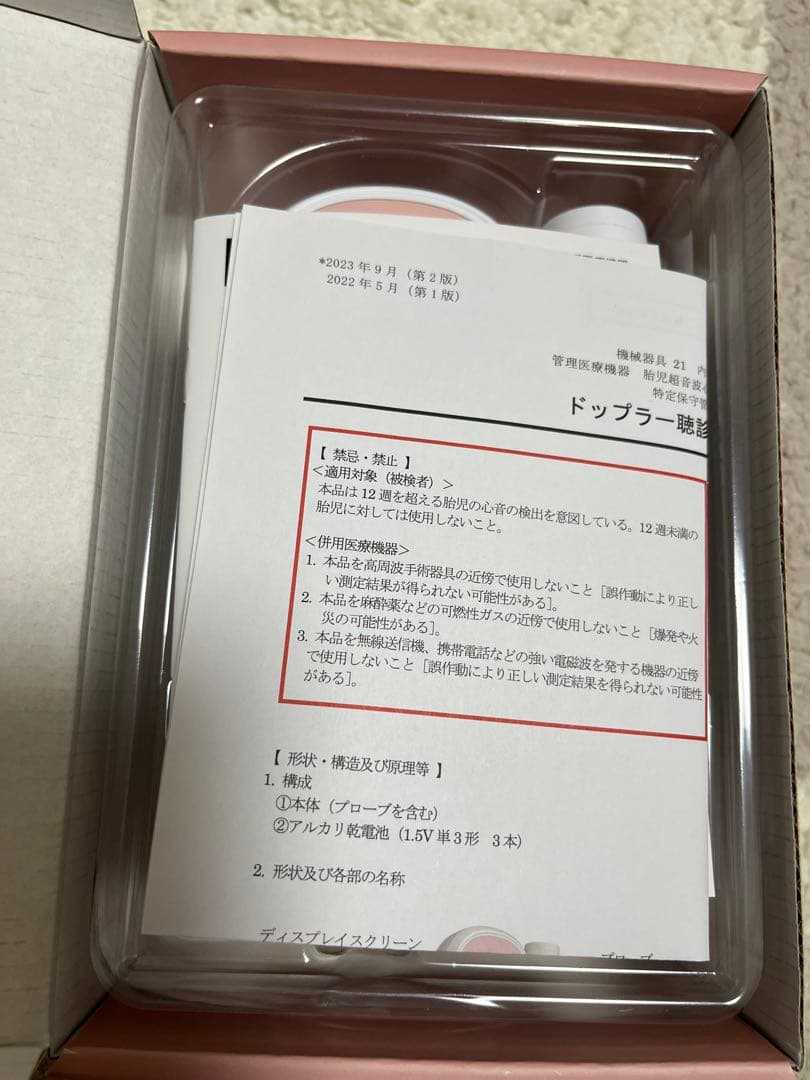 *2023 年 9 月（第 2 版）
2022 年 5 月（第 1 版）
機械器具 21 内
管理医療機器 胎児超音波心
特定保守管
ドップラー聴診
【 禁忌・禁止 】
＜適用対象（被検者）＞
本品は 12 週を超える胎児の心音の検出を意図している。12 週未満の
胎児に対しては使用しないこと。
＜併用医療機器＞
1. 本品を高周波手術器具の近傍で使用しないこと［誤作動により正し
い測定結果が得られない可能性がある］。
2. 本品を麻酔薬などの可燃性ガスの近傍で使用しないこと［爆発や火
災の可能性がある］。
3. 本品を無線送信機、携帯電話などの強い電磁波を発する機器の近傍
で使用しないこと［誤作動により正しい測定結果を得られない可能性
がある］。
【 形状・構造及び原理等 】
1. 構成
①本体（プローブを含む）
②アルカリ乾電池（1.5V 単 3 形 3 本）
2. 形状及び各部の名称
ディスプレイスクリーン
プローブ